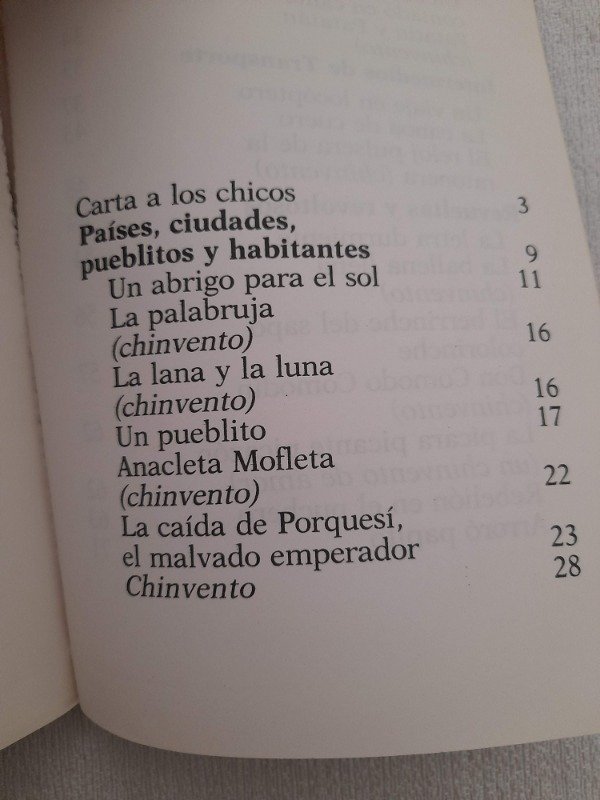 Carta a los chicos 3
Países, ciudades,
pueblitos y habitantes 9
Un abrigo para el sol 11
La palabruja
(chinvento) 16
La lana y la luna
(chinvento) 16
Un pueblito 17
Anacleta Mofleta
(chinvento) 22
La caída de Porquesí,
el malvado emperador 23
Chinvento 28